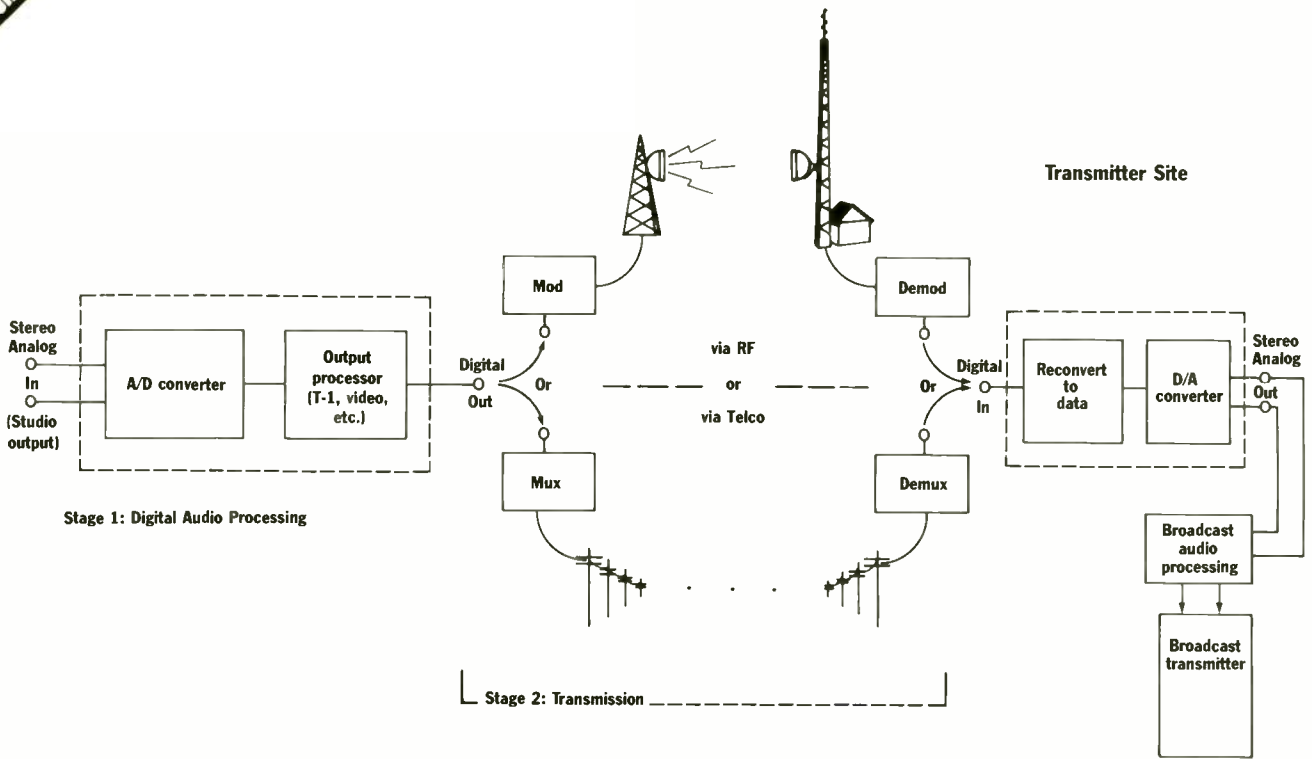 Transmitter Site
Mod
Demod
Stereo
Analog
In
(Studio
output)
A/D converter
Output
processor
(T-1, video,
etc.)
Digital
Out
Or
via RF
or
via Telco
Or
Digital
In
Reconvert
to
data
D/A
converter
Stereo
Analog
Out
Mux
Demux
Stage 1: Digital Audio Processing
Broadcast
audio
processing
Broadcast
transmitter
Stage 2: Transmission